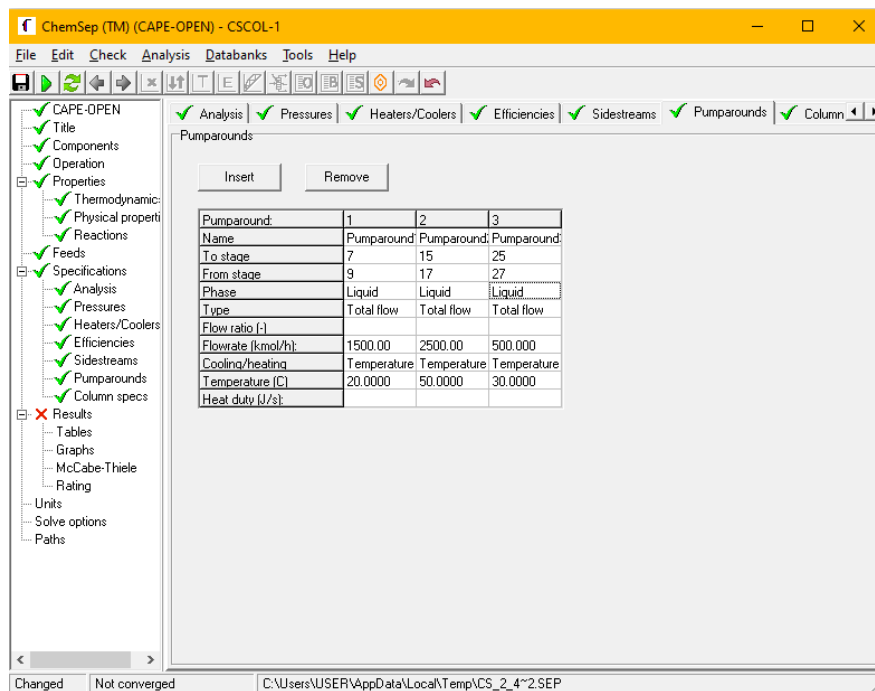 ChemSep (TM) (CAPE-OPEN) - CSCOL-1
File Edit Check Analysis Databanks Tools Help
CAPE-OPEN
Title
Components
Operation
Properties
Thermodynamic
Physical properti
Reactions
Feeds
Specifications
Analysis
Pressures
Heaters/Coolers
Efficiencies
Sidestreams
Pumparounds
Column specs
Results
Tables
Graphs
McCabe-Thiele
Rating
Units
Solve options
Paths
Analysis Pressures Heaters/Coolers Efficiencies Sidestreams Pumparounds Column
Pumparounds
Insert Remove
Pumparound: 1 2 3
Name Pumparound Pumparound Pumparound
To stage 7 15 25
From stage 9 17 27
Phase Liquid Liquid Liquid
Type Total flow Total flow Total flow
Flow ratio (-)
Flowrate (kmol/h): 1500.00 2500.00 500.000
Cooling/heating Temperature Temperature Temperature
Temperature (C) 20.0000 50.0000 30.0000
Heat duty (J/s):
Changed Not converged C:\Users\USER\AppData\Local\Temp\CS_2_4~2.SEP